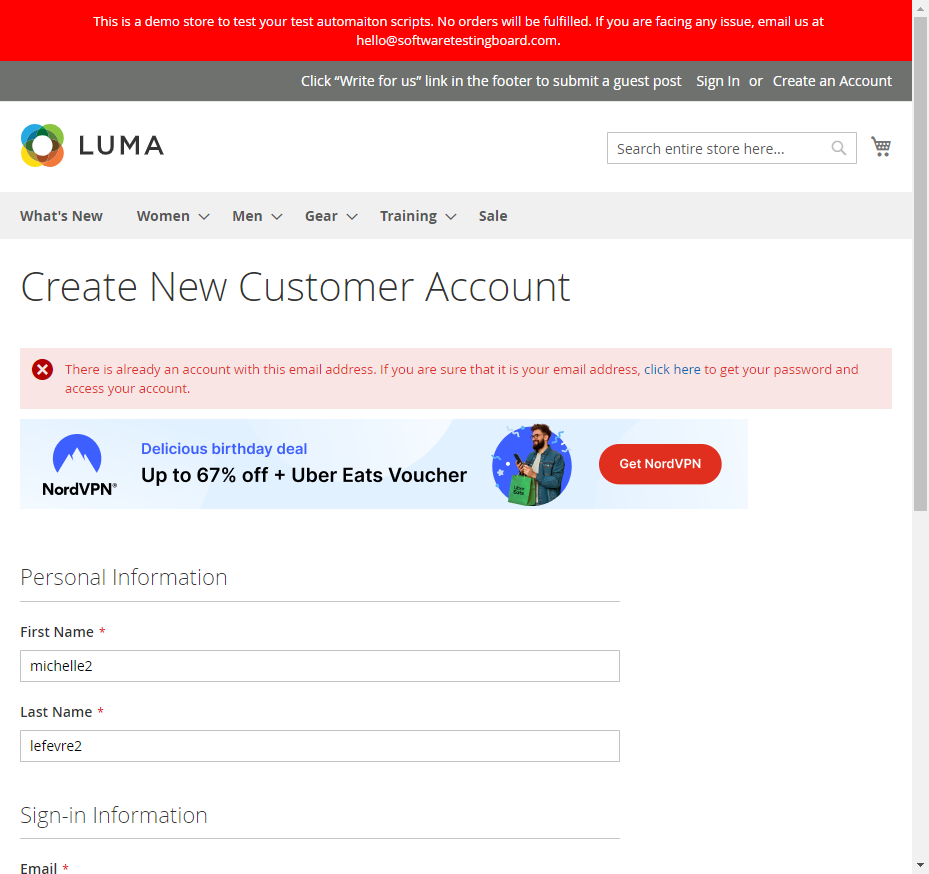 This is a demo store to test your test automaiton scripts. No orders will be fulfilled. If you are facing any issue, email us at
hello@softwaretestingboard.com.
Click “Write for us” link in the footer to submit a guest post Sign In or Create an Account
LUMA
Search entire store here...
What's New Women Men Gear Training Sale
Create New Customer Account
There is already an account with this email address. If you are sure that it is your email address, click here to get your password and
access your account.
Delicious birthday deal
Up to 67% off + Uber Eats Voucher
NordVPN®
Uber Eats
Get NordVPN
Personal Information
First Name *
michelle2
Last Name *
lefevre2
Sign-in Information
Email *